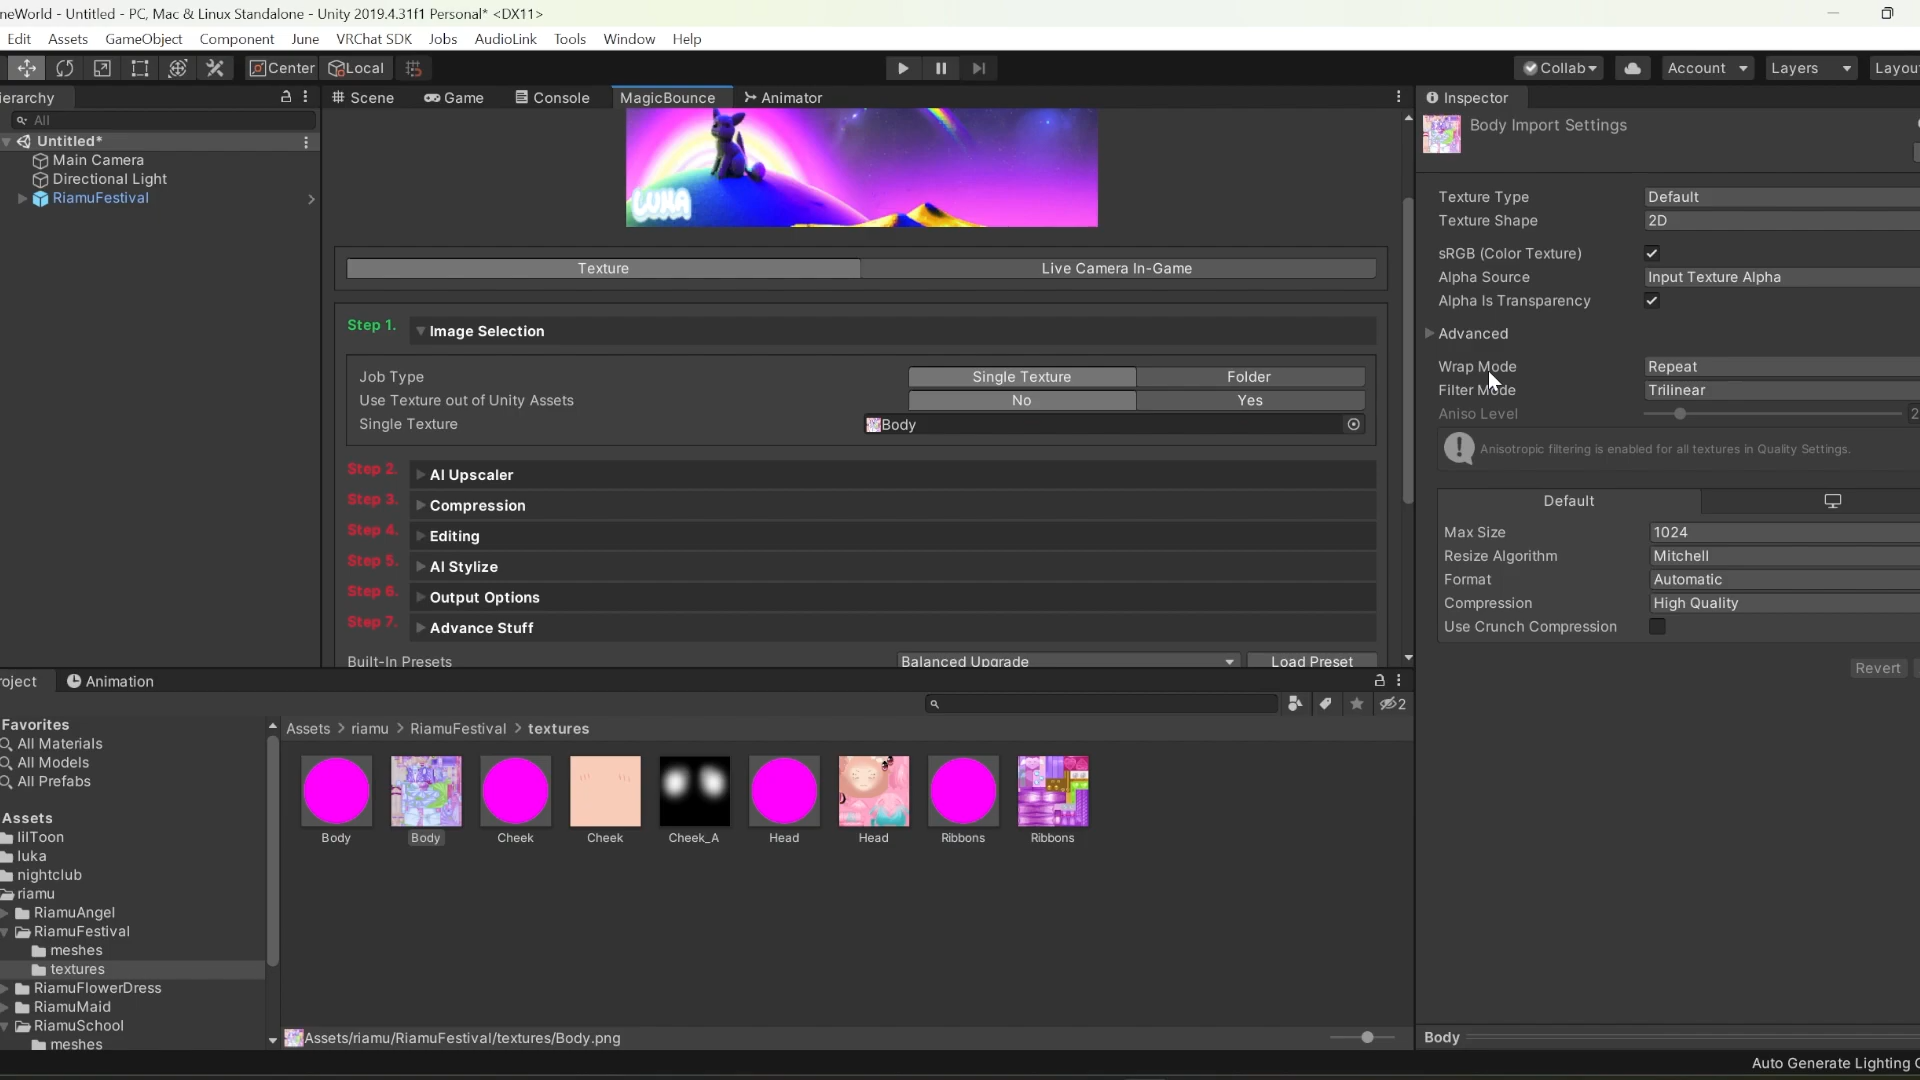 neWorld - Untitled - PC, Mac & Linux Standalone - Unity 2019.4.31f1 Personal* <DX11>
Edit Assets GameObject Component June VRChat SDK Jobs AudioLink Tools Window Help
Center Local Collab Account Layers Layou
ierarchy
Scene Game Console MagicBounce Animator
Inspector
All
Untitled*
Main Camera
Directional Light
RiamuFestival
LUKA
Texture Live Camera In-Game
Step 1. Image Selection
Job Type Single Texture Folder
Use Texture out of Unity Assets No Yes
Single Texture Body
Step 2. AI Upscaler
Step 3. Compression
Step 4. Editing
Step 5. AI Stylize
Step 6. Output Options
Step 7. Advance Stuff
Built-In Presets Balanced Upgrade Load Preset
Body Import Settings
Texture Type Default
Texture Shape 2D
sRGB (Color Texture)
Alpha Source Input Texture Alpha
Alpha Is Transparency
Advanced
Wrap Mode Repeat
Filter Mode Trilinear
Aniso Level 2
Anisotropic filtering is enabled for all textures in Quality Settings.
Default
Max Size 1024
Resize Algorithm Mitchell
Format Automatic
Compression High Quality
Use Crunch Compression
Revert
roject Animation
2
Favorites
All Materials
All Models
All Prefabs
Assets
lilToon
luka
nightclub
riamu
RiamuAngel
RiamuFestival
meshes
textures
RiamuFlowerDress
RiamuMaid
RiamuSchool
meshes
Assets > riamu > RiamuFestival > textures
Body Body Cheek Cheek Cheek_A Head Head Ribbons Ribbons
Assets/riamu/RiamuFestival/textures/Body.png
Body
Auto Generate Lighting O